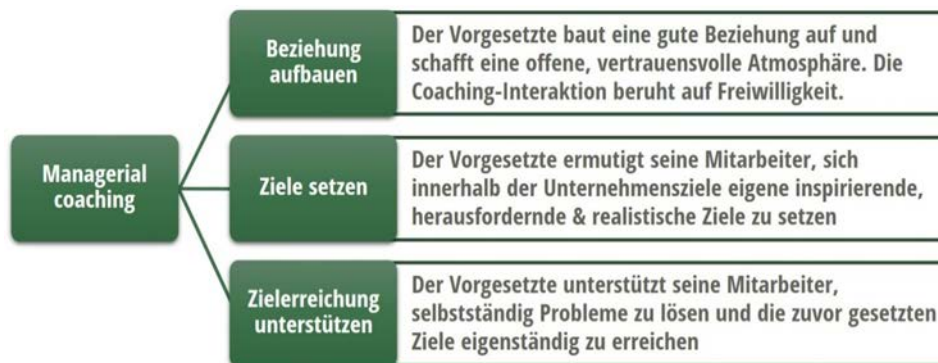 Managerial
coaching
Beziehung
aufbauen
Der Vorgesetzte baut eine gute Beziehung auf und
schafft eine offene, vertrauensvolle Atmosphäre. Die
Coaching-Interaktion beruht auf Freiwilligkeit.
Ziele setzen
Der Vorgesetzte ermutigt seine Mitarbeiter, sich
innerhalb der Unternehmensziele eigene inspirierende,
herausfordernde & realistische Ziele zu setzen
Zielerreichung
unterstützen
Der Vorgesetzte unterstützt seine Mitarbeiter,
selbstständig Probleme zu lösen und die zuvor gesetzten
Ziele eigenständig zu erreichen